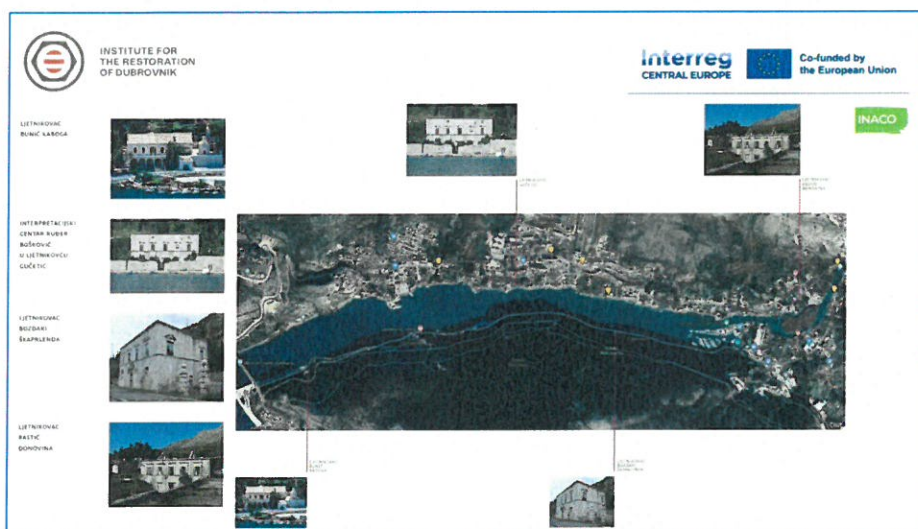 INSTITUTE FOR
THE RESTORATION
OF DUBROVNIK
Interreg
CENTRAL EUROPE
Co-funded by
the European Union
INACO
LJETNIKOVAC
BUNIĆ KABOGA
INTERPRETACIJSKI
CENTAR RUĐER
BOŠKOVIĆ
U LJETNIKOVCU
GUČETIĆ
LJETNIKOVAC
BOZDARI
ŠKAPRLENDA
LJETNIKOVAC
RASTIĆ
ĐONOVINA